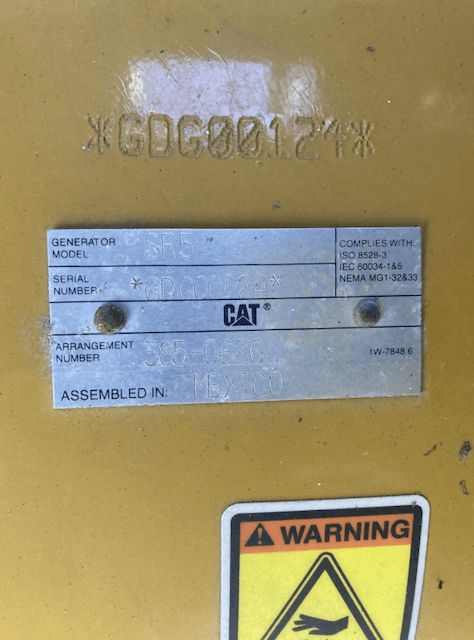 *GDG00124*
GENERATOR MODEL SR5
COMPLIES WITH:
ISO 8528-3
IEC 60034-1&5
NEMA MG1-32&33
SERIAL NUMBER *GDG00124*
CAT®
ARRANGEMENT NUMBER
1W-7848 6
ASSEMBLED IN: MEXICO
WARNING